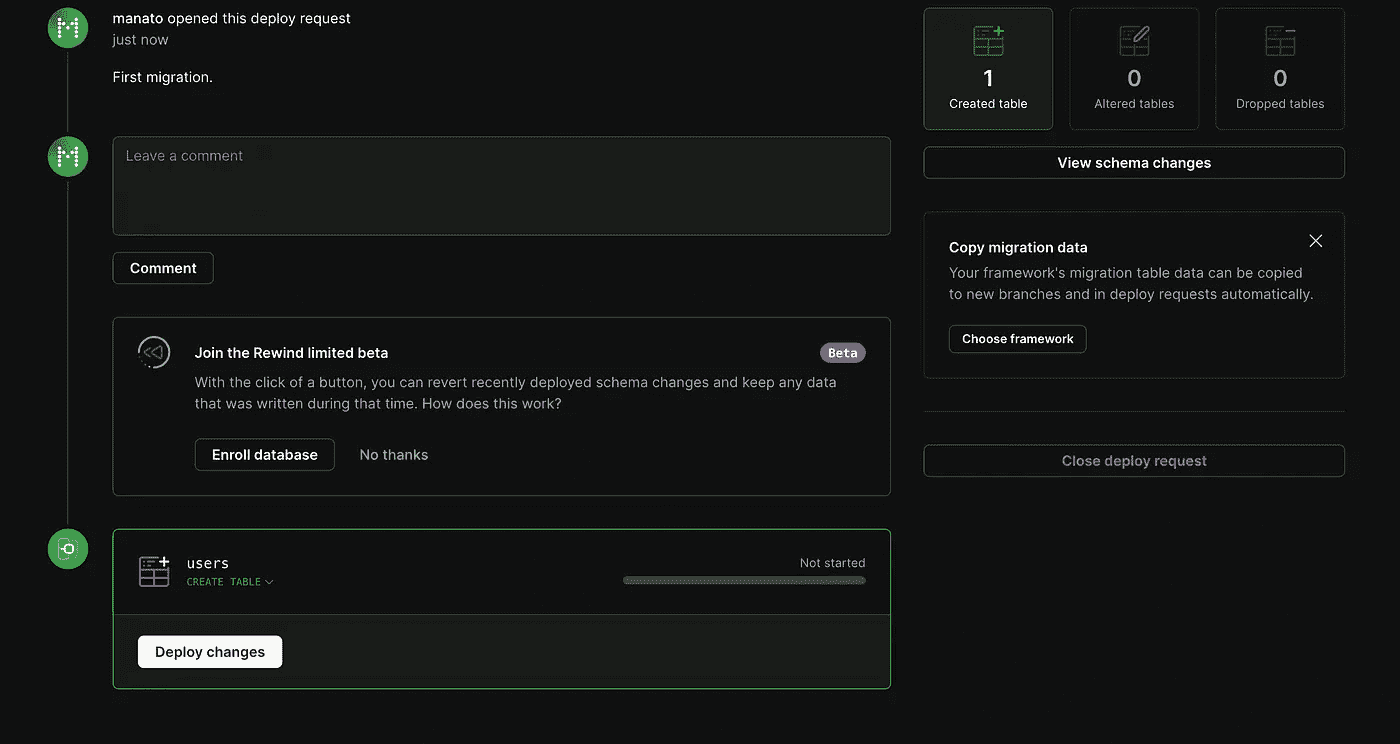 manato opened this deploy request
just now
First migration.
Leave a comment
Comment
Join the Rewind limited beta
Beta
With the click of a button, you can revert recently deployed schema changes and keep any data
that was written during that time. How does this work?
Enroll database
No thanks
users
CREATE TABLE
Not started
Deploy changes
1
Created table
0
Altered tables
0
Dropped tables
View schema changes
Copy migration data
Your framework's migration table data can be copied
to new branches and in deploy requests automatically.
Choose framework
Close deploy request